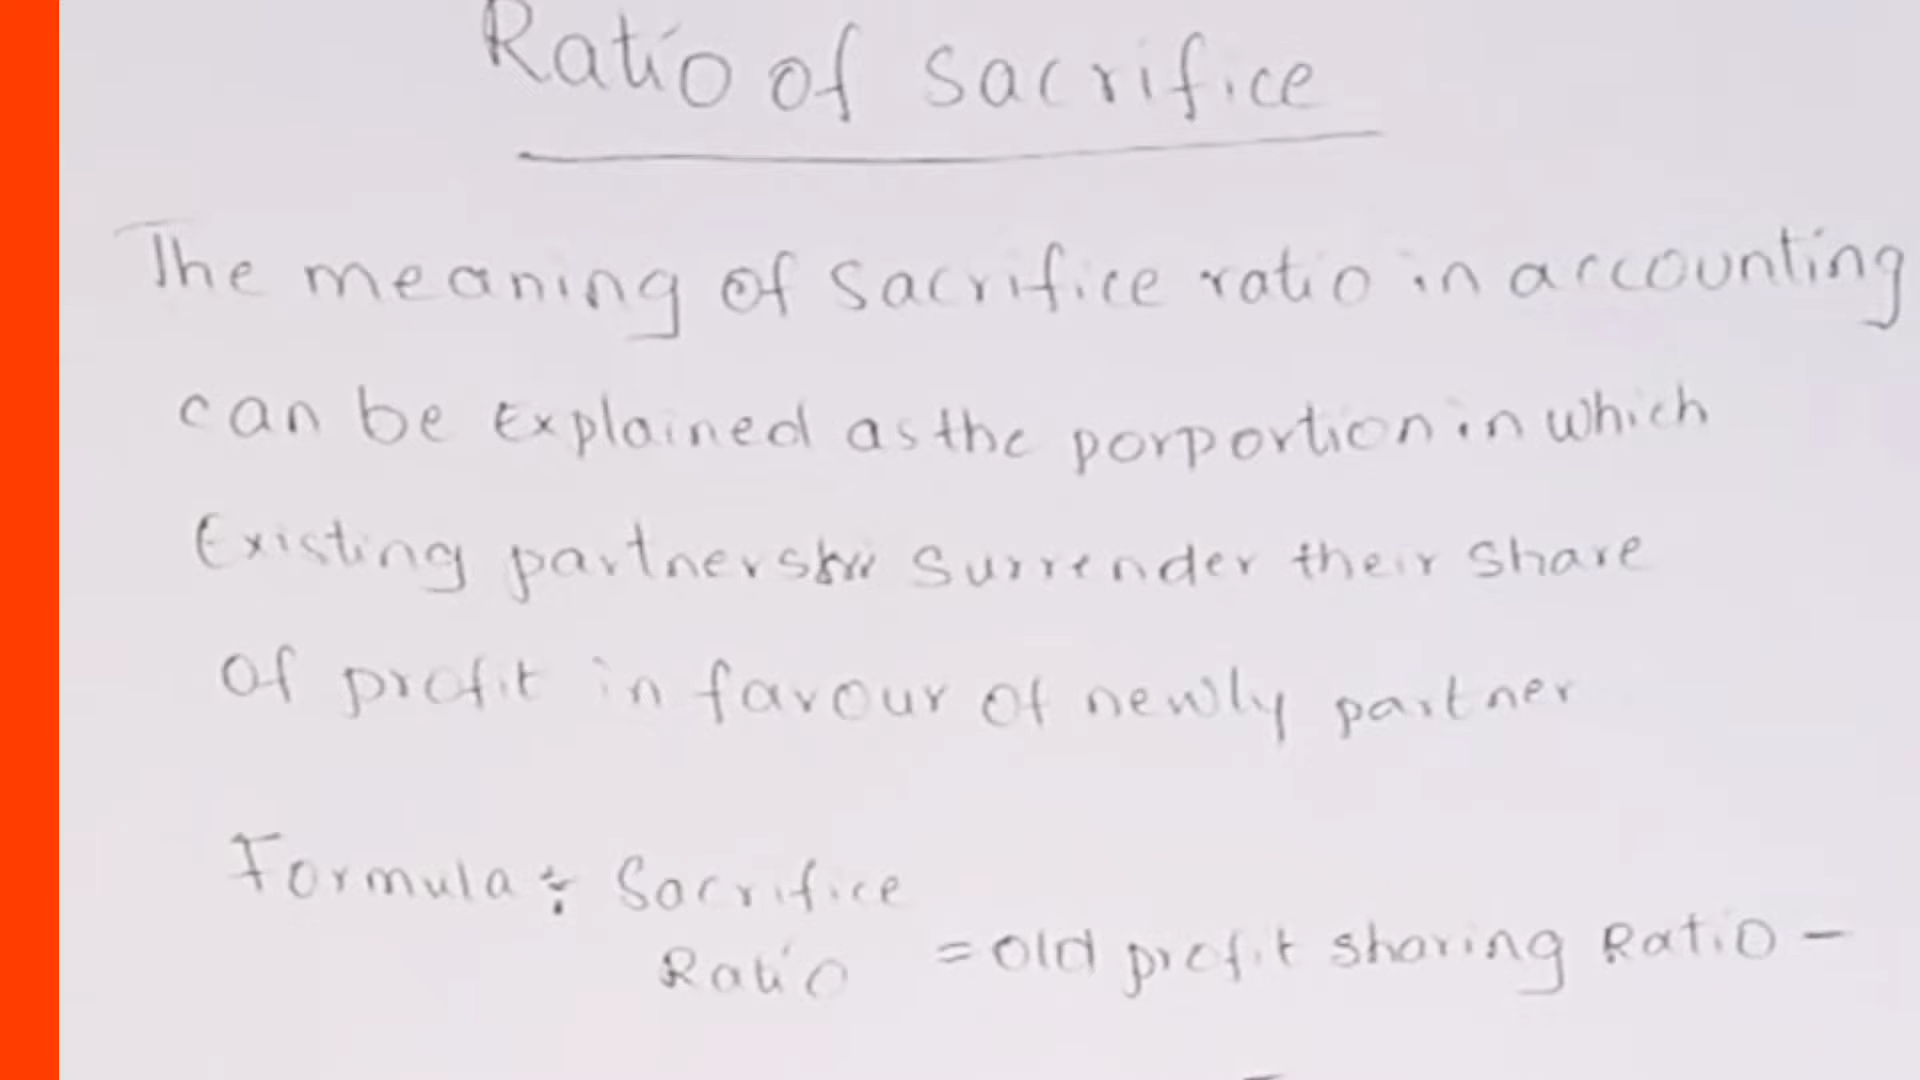 Ratio of sacrifice
The meaning of sacrifice ratio in accounting
can be explained as the porportion in which
Existing partners surrender their share
of profit in favour of newly partner
Formula : Sacrifice
Ratio = old profit sharing Ratio -